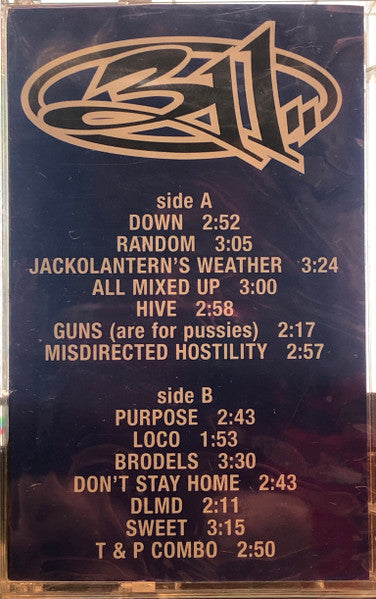 311
side A
DOWN 2:52
RANDOM 3:05
JACKOLANTERN'S WEATHER 3:24
ALL MIXED UP 3:00
HIVE 2:58
GUNS (are for pussies) 2:17
MISDIRECTED HOSTILITY 2:57
side B
PURPOSE 2:43
LOCO 1:53
BRODELS 3:30
DON'T STAY HOME 2:43
DLMD 2:11
SWEET 3:15
T & P COMBO 2:50